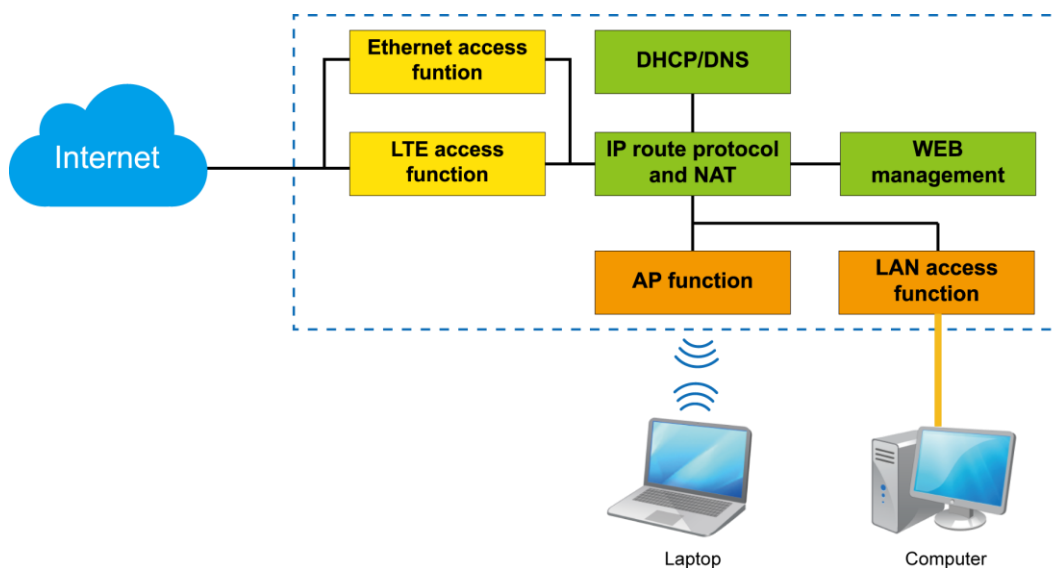 Ethernet access
funtion
DHCP/DNS
Internet
LTE access
function
IP route protocol
and NAT
WEB
management
AP function
LAN access
function
Laptop
Computer